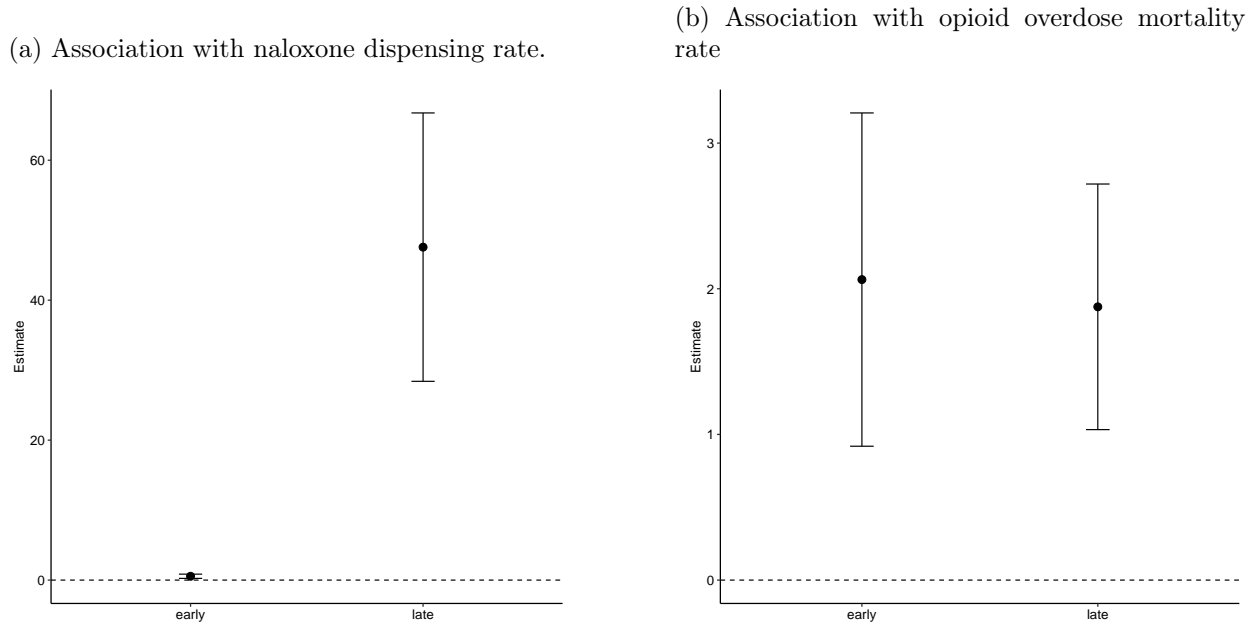 (a) Association with naloxone dispensing rate.
60
40
20
0
Estimate
early late
(b) Association with opioid overdose mortality
rate
3
2
1
0
Estimate
early late